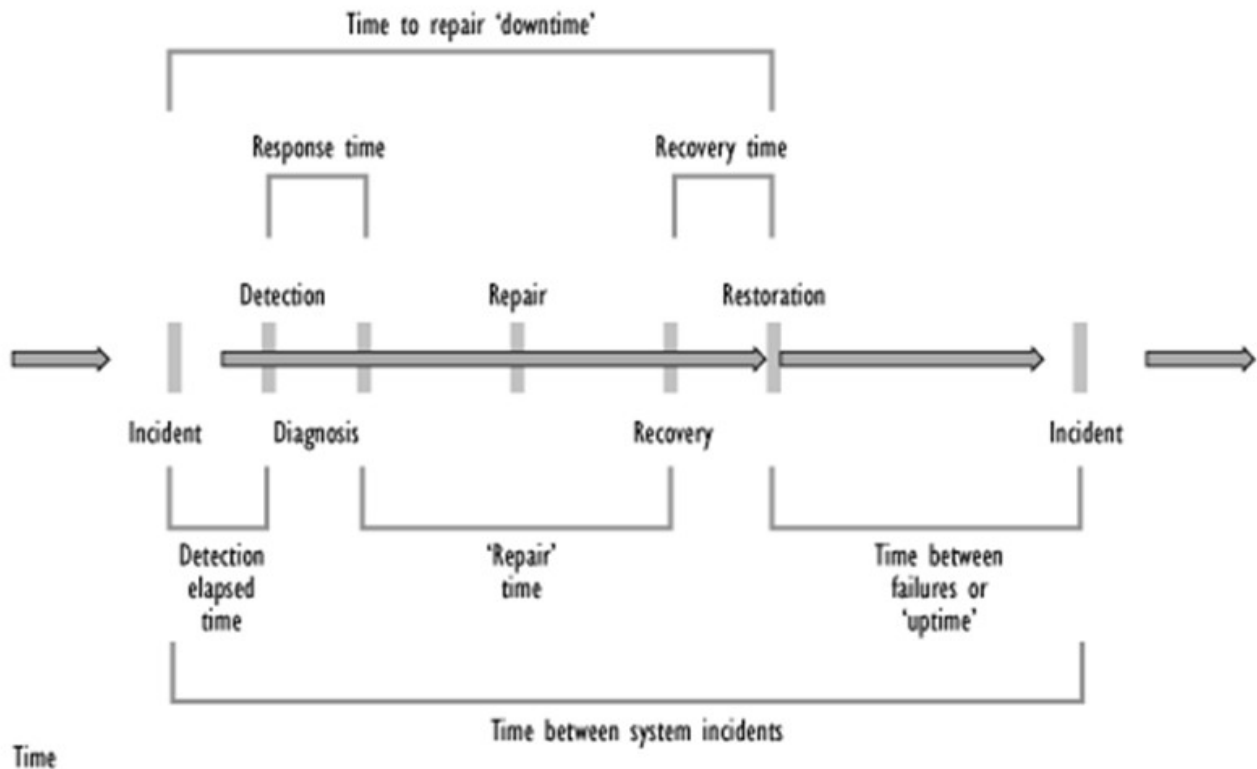 Time to repair ‘downtime’
Response time
Recovery time
Detection
Repair
Restoration
Incident
Diagnosis
Recovery
Incident
Detection
elapsed
time
‘Repair’
time
Time between
failures or
‘uptime’
Time between system incidents
Time